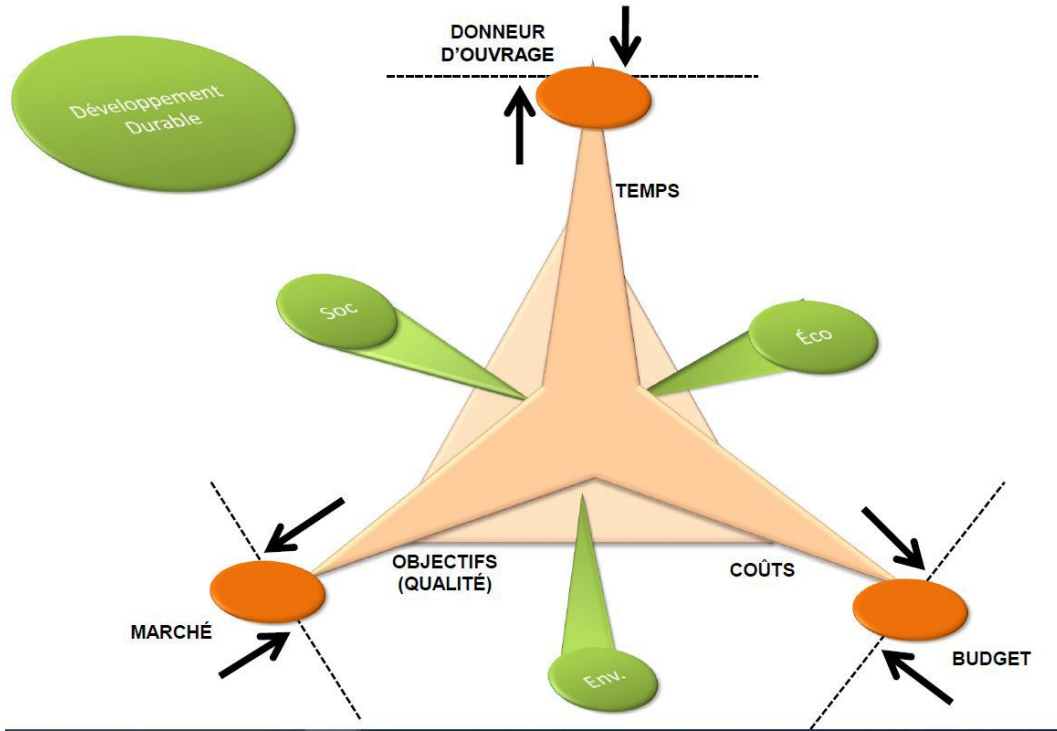 DONNEUR
D'OUVRAGE
Développement
Durable
TEMPS
Soc
Éco
OBJECTIFS
(QUALITÉ)
COÛTS
MARCHÉ
BUDGET
Env.